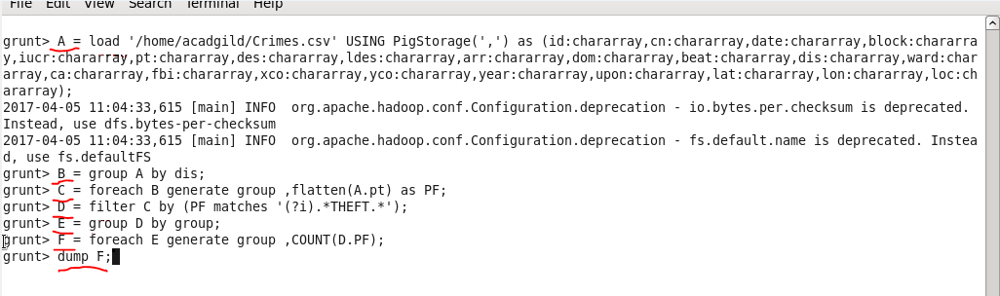 File Edit View Search Terminal Help
grunt> A = load '/home/acadgild/Crimes.csv' USING PigStorage(',') as (id:chararray,cn:chararray,date:chararray,block:chararra
y,iucr:chararray,pt:chararray,des:chararray,ldes:chararray,arr:chararray,dom:chararray,beat:chararray,dis:chararray,ward:char
array,ca:chararray,fbi:chararray,xco:chararray,yco:chararray,year:chararray,upon:chararray,lat:chararray,lon:chararray,loc:ch
ararray);
2017-04-05 11:04:33,615 [main] INFO  org.apache.hadoop.conf.Configuration.deprecation - io.bytes.per.checksum is deprecated.
Instead, use dfs.bytes-per-checksum
2017-04-05 11:04:33,615 [main] INFO  org.apache.hadoop.conf.Configuration.deprecation - fs.default.name is deprecated. Instea
d, use fs.defaultFS
grunt> B = group A by dis;
grunt> C = foreach B generate group ,flatten(A.pt) as PF;
grunt> D = filter C by (PF matches '(?i).*THEFT.*');
grunt> E = group D by group;
grunt> F = foreach E generate group ,COUNT(D.PF);
grunt> dump F;